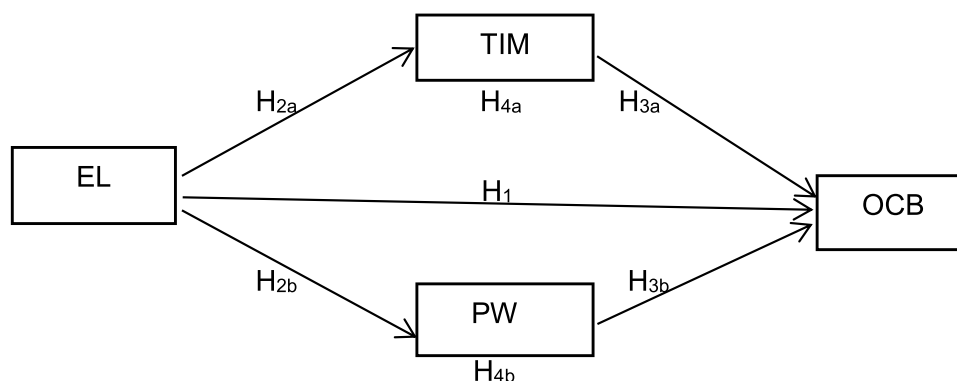 TIM
H2a
H4a
H3a
EL
H1
OCB
H2b
PW
H3b
H4b